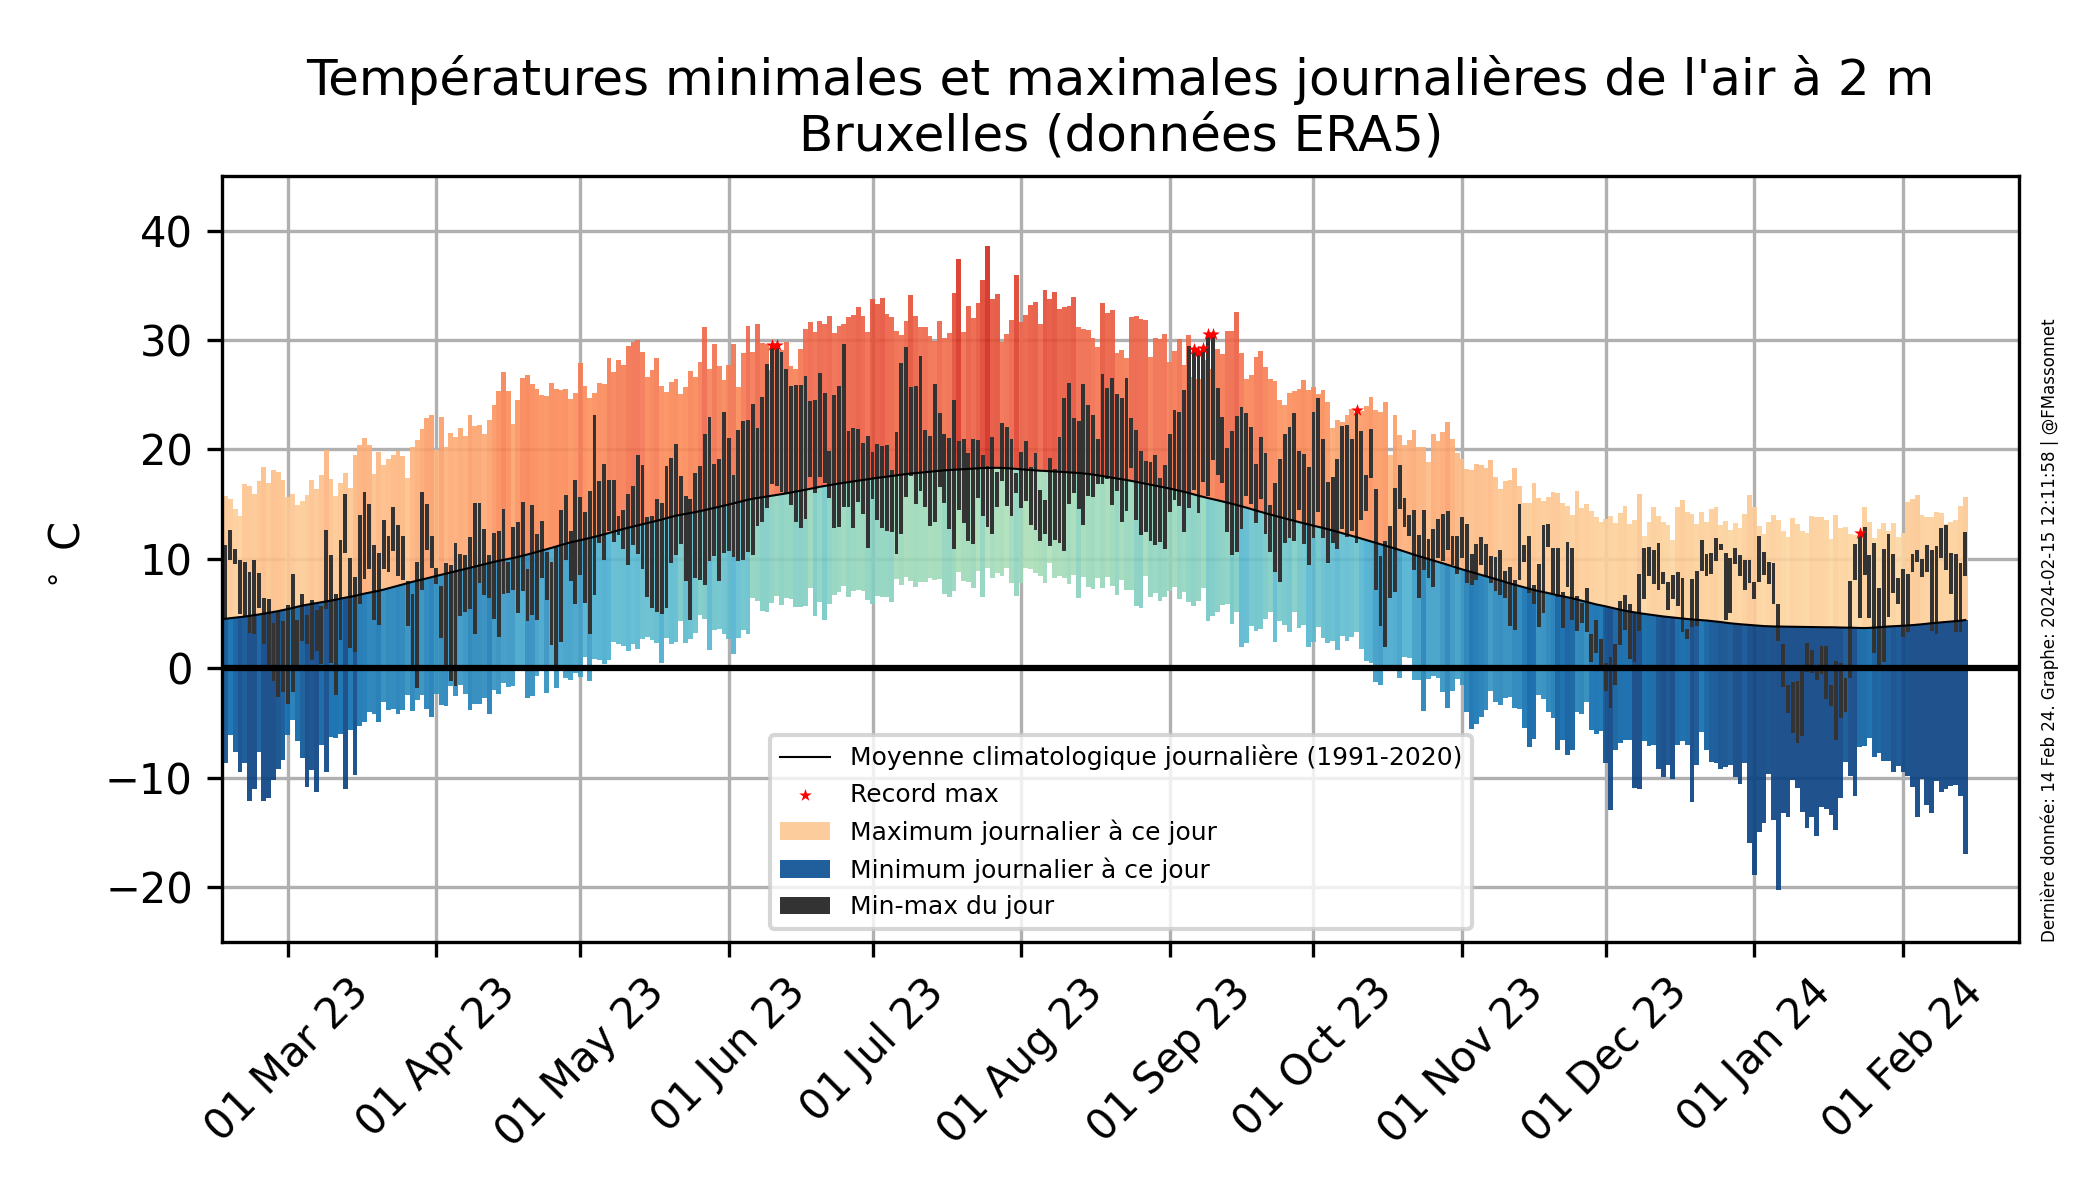 Températures minimales et maximales journalières de l'air à 2 m
Bruxelles (données ERA5)
° C
40
30
20
10
0
−10
−20
Moyenne climatologique journalière (1991-2020)
Record max
Maximum journalier à ce jour
Minimum journalier à ce jour
Min-max du jour
01 Mar 23
01 Apr 23
01 May 23
01 Jun 23
01 Jul 23
01 Aug 23
01 Sep 23
01 Oct 23
01 Nov 23
01 Dec 23
01 Jan 24
01 Feb 24
Dernière donnée: 14 Feb 24. Graphe: 2024-02-15 12:11:58 | @FMassonnet